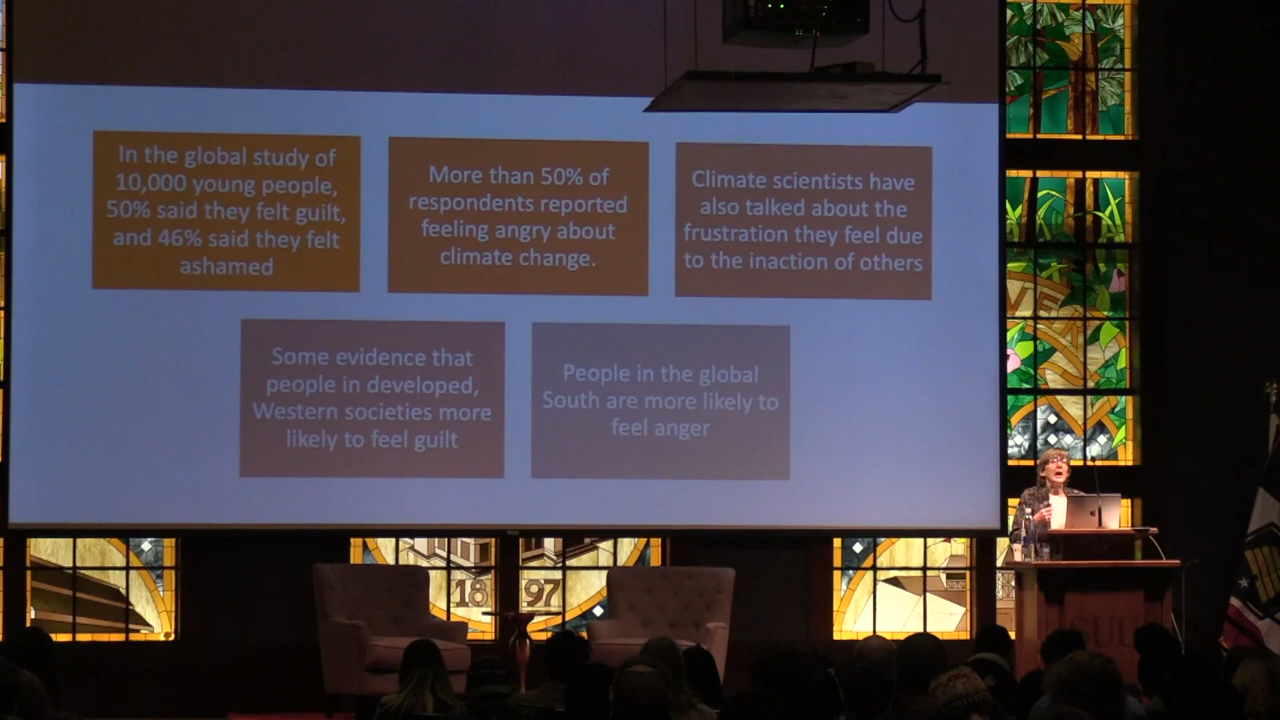 In the global study of
10,000 young people,
50% said they felt guilt,
and 46% said they felt
ashamed
More than 50% of
respondents reported
feeling angry about
climate change.
Climate scientists have
also talked about the
frustration they feel due
to the inaction of others
Some evidence that
people in developed,
Western societies more
likely to feel guilt
People in the global
South are more likely to
feel anger
18 97
SUU